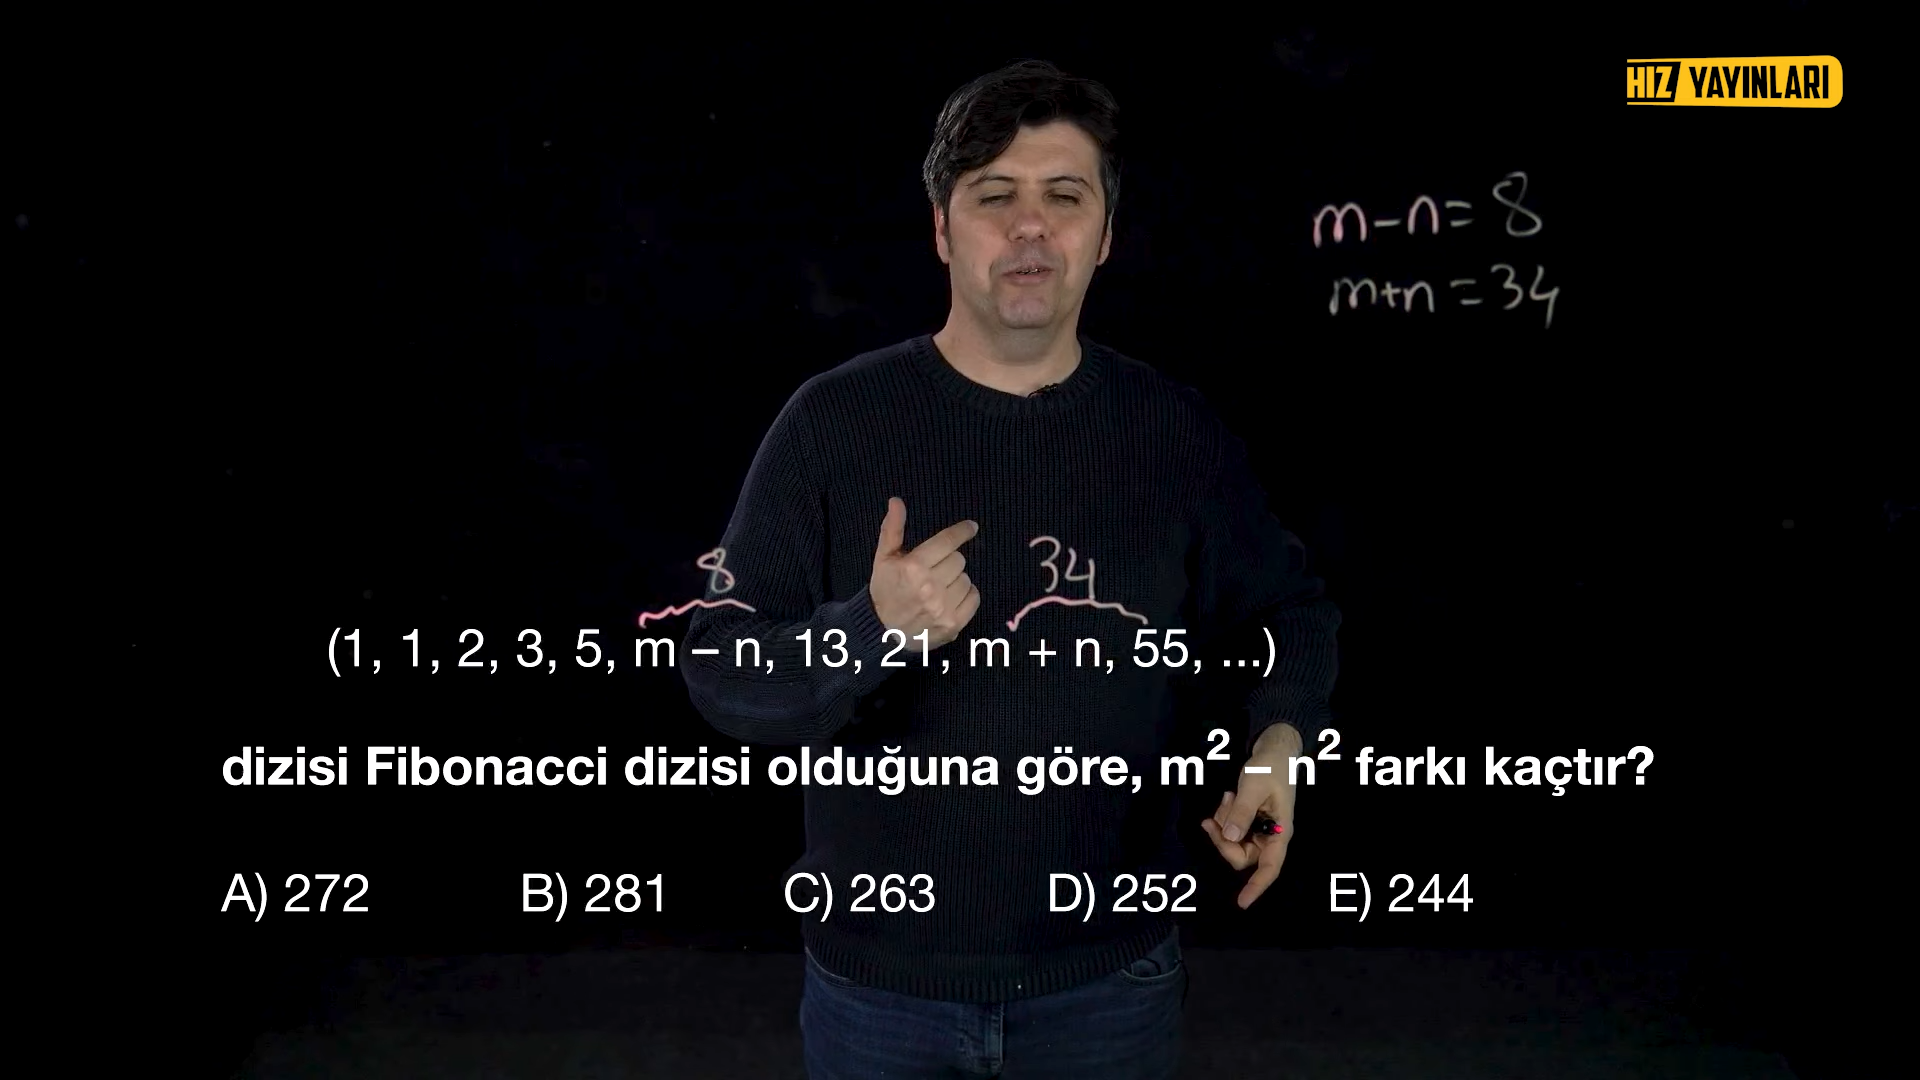 HIZ YAYINLARI
m-n=8
m+n=34
8 34
(1, 1, 2, 3, 5, m – n, 13, 21, m + n, 55, ...)
dizisi Fibonacci dizisi olduğuna göre, m² – n² farkı kaçtır?
A) 272 B) 281 C) 263 D) 252 E) 244